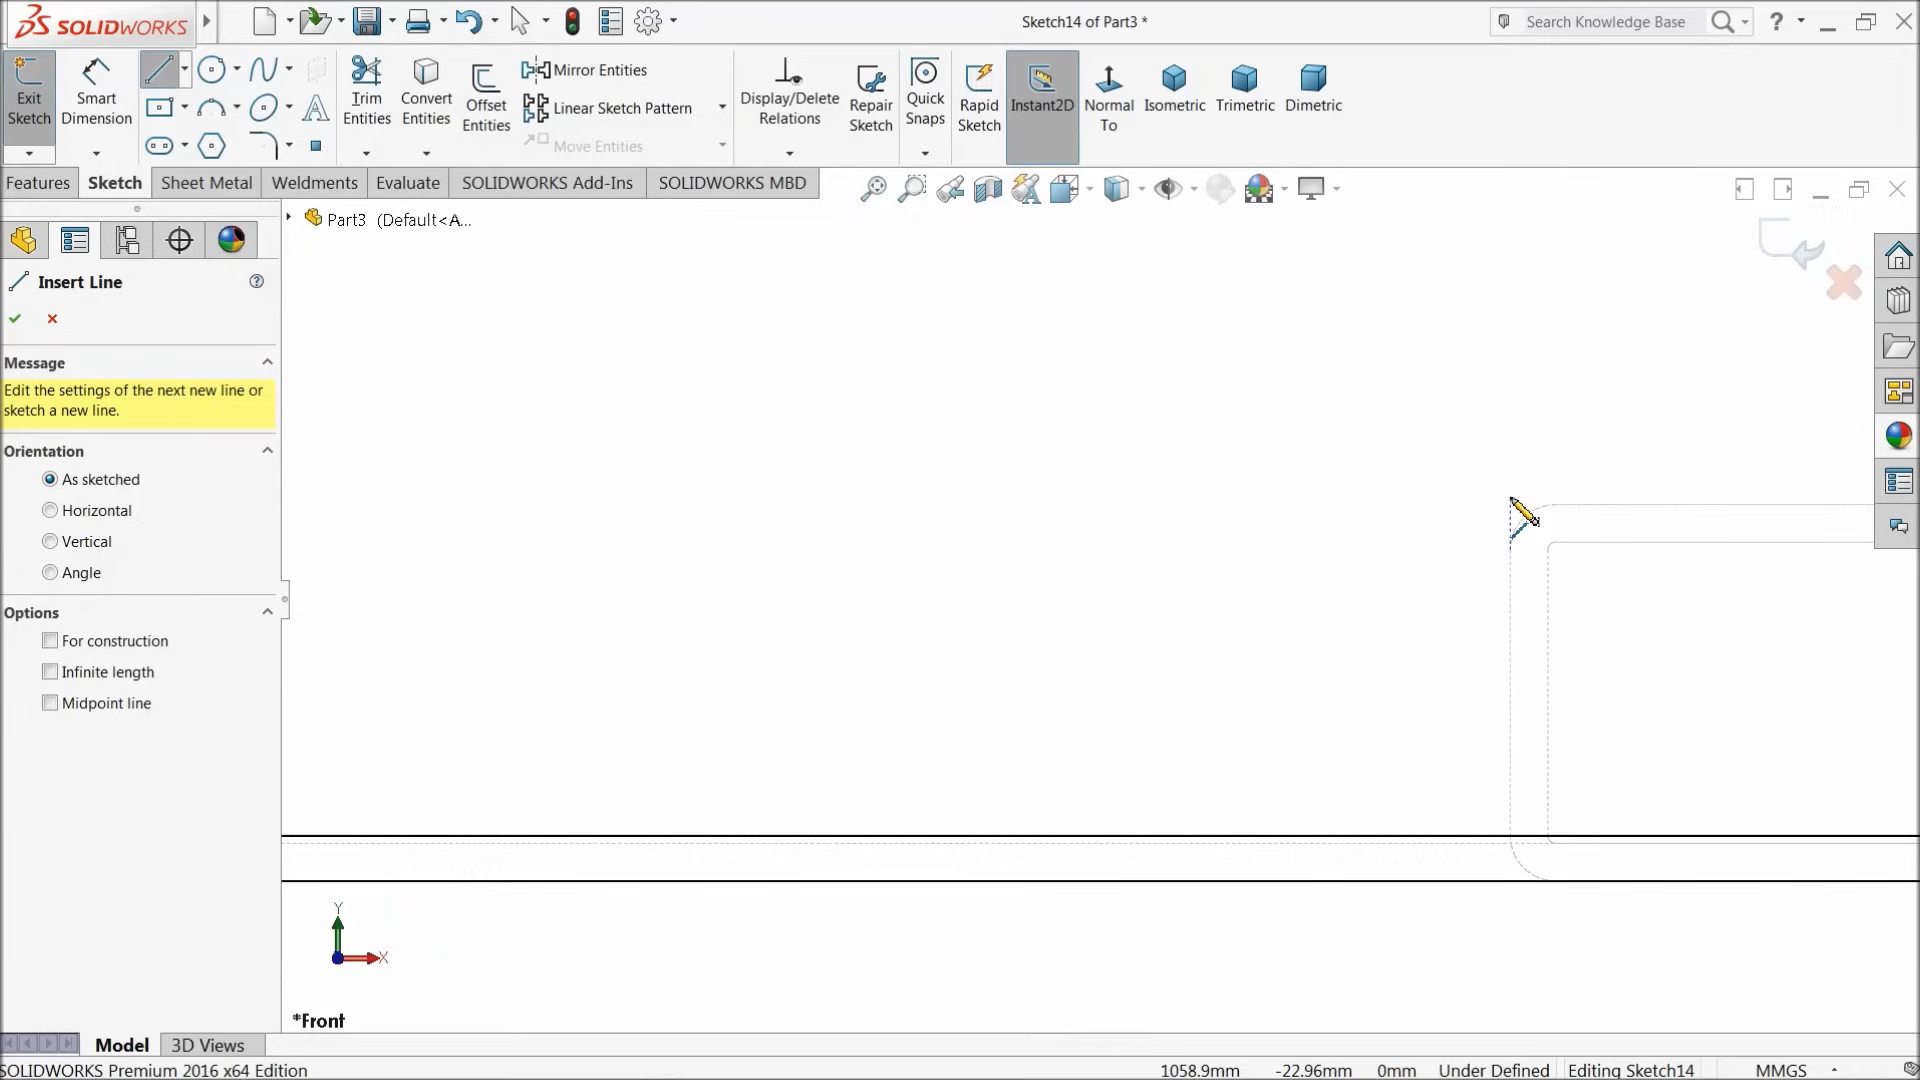 SOLIDWORKS
Sketch14 of Part3 *
Search Knowledge Base
?
Exit Sketch
Smart Dimension
Trim Entities
Convert Entities
Offset Entities
Mirror Entities
Linear Sketch Pattern
Move Entities
Display/Delete Relations
Repair Sketch
Quick Snaps
Rapid Sketch
Instant2D
Normal To
Isometric
Trimetric
Dimetric
Features
Sketch
Sheet Metal
Weldments
Evaluate
SOLIDWORKS Add-Ins
SOLIDWORKS MBD
Part3 (Default<A...
Insert Line
Message
Edit the settings of the next new line or
sketch a new line.
Orientation
As sketched
Horizontal
Vertical
Angle
Options
For construction
Infinite length
Midpoint line
Y
X
*Front
Model
3D Views
SOLIDWORKS Premium 2016 x64 Edition
1058.9mm
-22.96mm
0mm
Under Defined
Editing Sketch14
MMGS